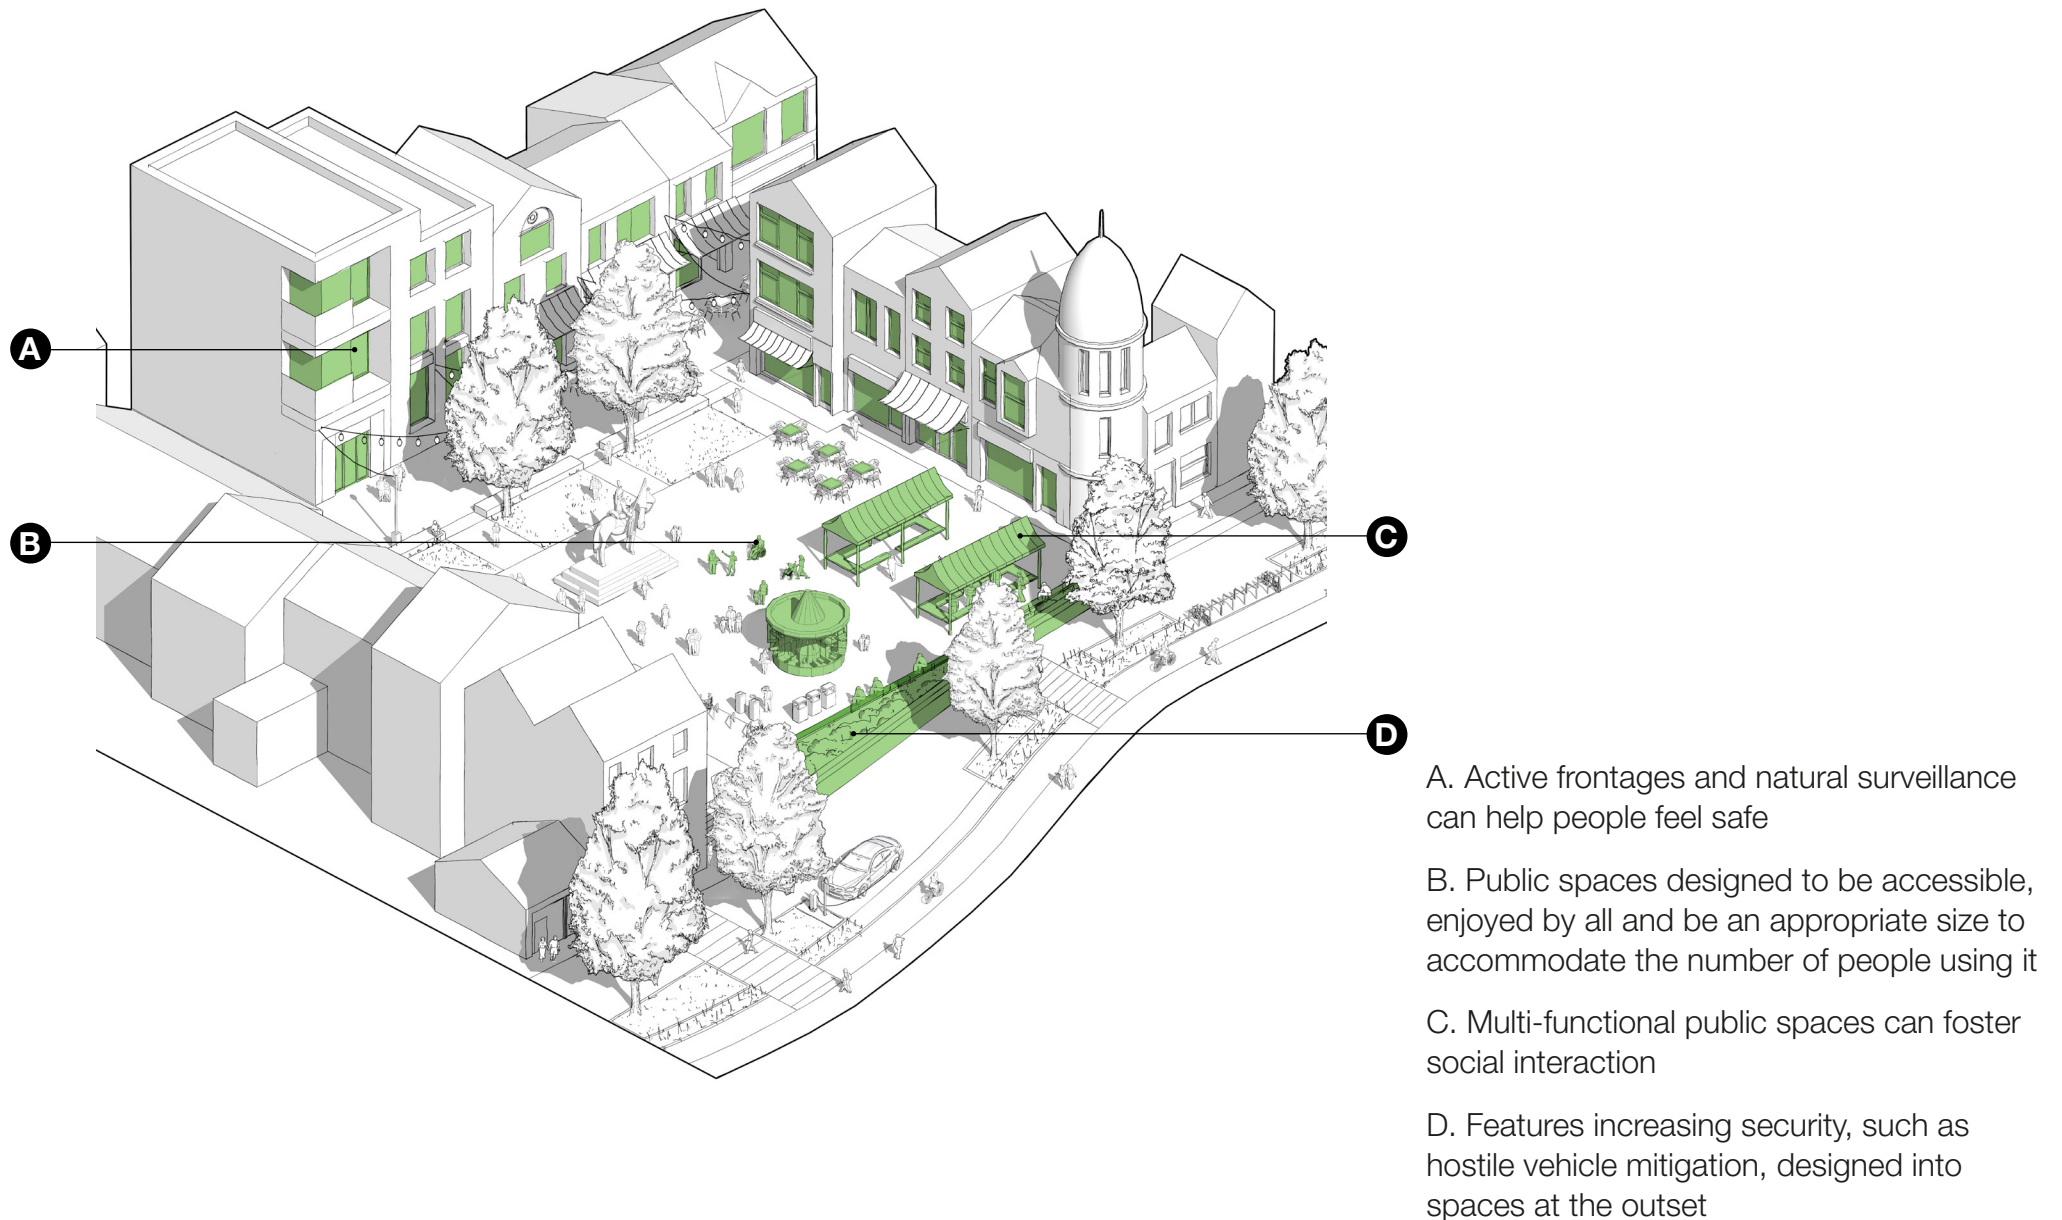 A
B
C
D
A. Active frontages and natural surveillance
can help people feel safe
B. Public spaces designed to be accessible,
enjoyed by all and be an appropriate size to
accommodate the number of people using it
C. Multi-functional public spaces can foster
social interaction
D. Features increasing security, such as
hostile vehicle mitigation, designed into
spaces at the outset